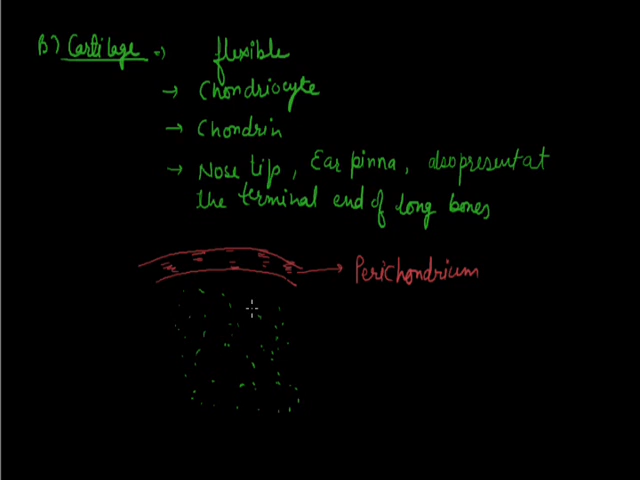 B) Cartilage → flexible
→ Chondriocyte
→ Chondrin
→ Nose tip, Ear pinna, also present at
the terminal end of long bones
→ Perichondrium